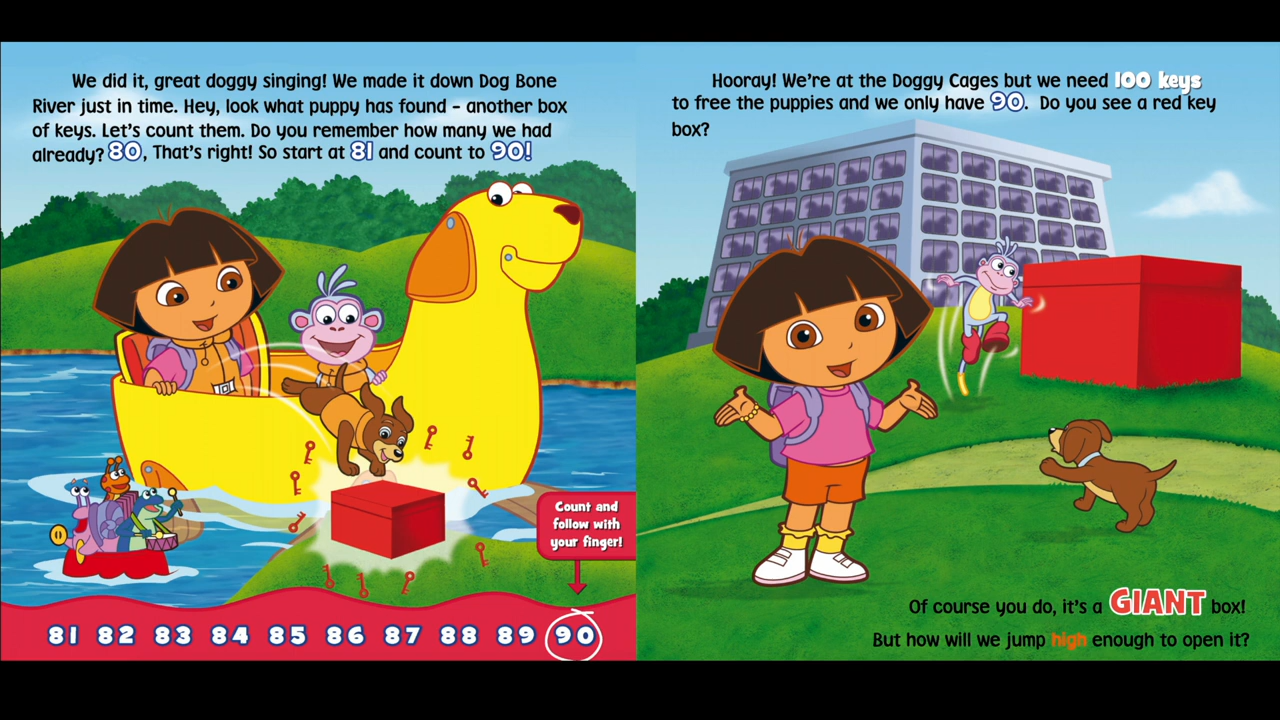 We did it, great doggy singing! We made it down Dog Bone
River just in time. Hey, look what puppy has found – another box
of keys. Let's count them. Do you remember how many we had
already? 80, That's right! So start at 81 and count to 90!
Count and
follow with
your finger!
81 82 83 84 85 86 87 88 89 90
Hooray! We're at the Doggy Cages but we need 100 keys
to free the puppies and we only have 90. Do you see a red key
box?
Of course you do, it's a GIANT box!
But how will we jump high enough to open it?